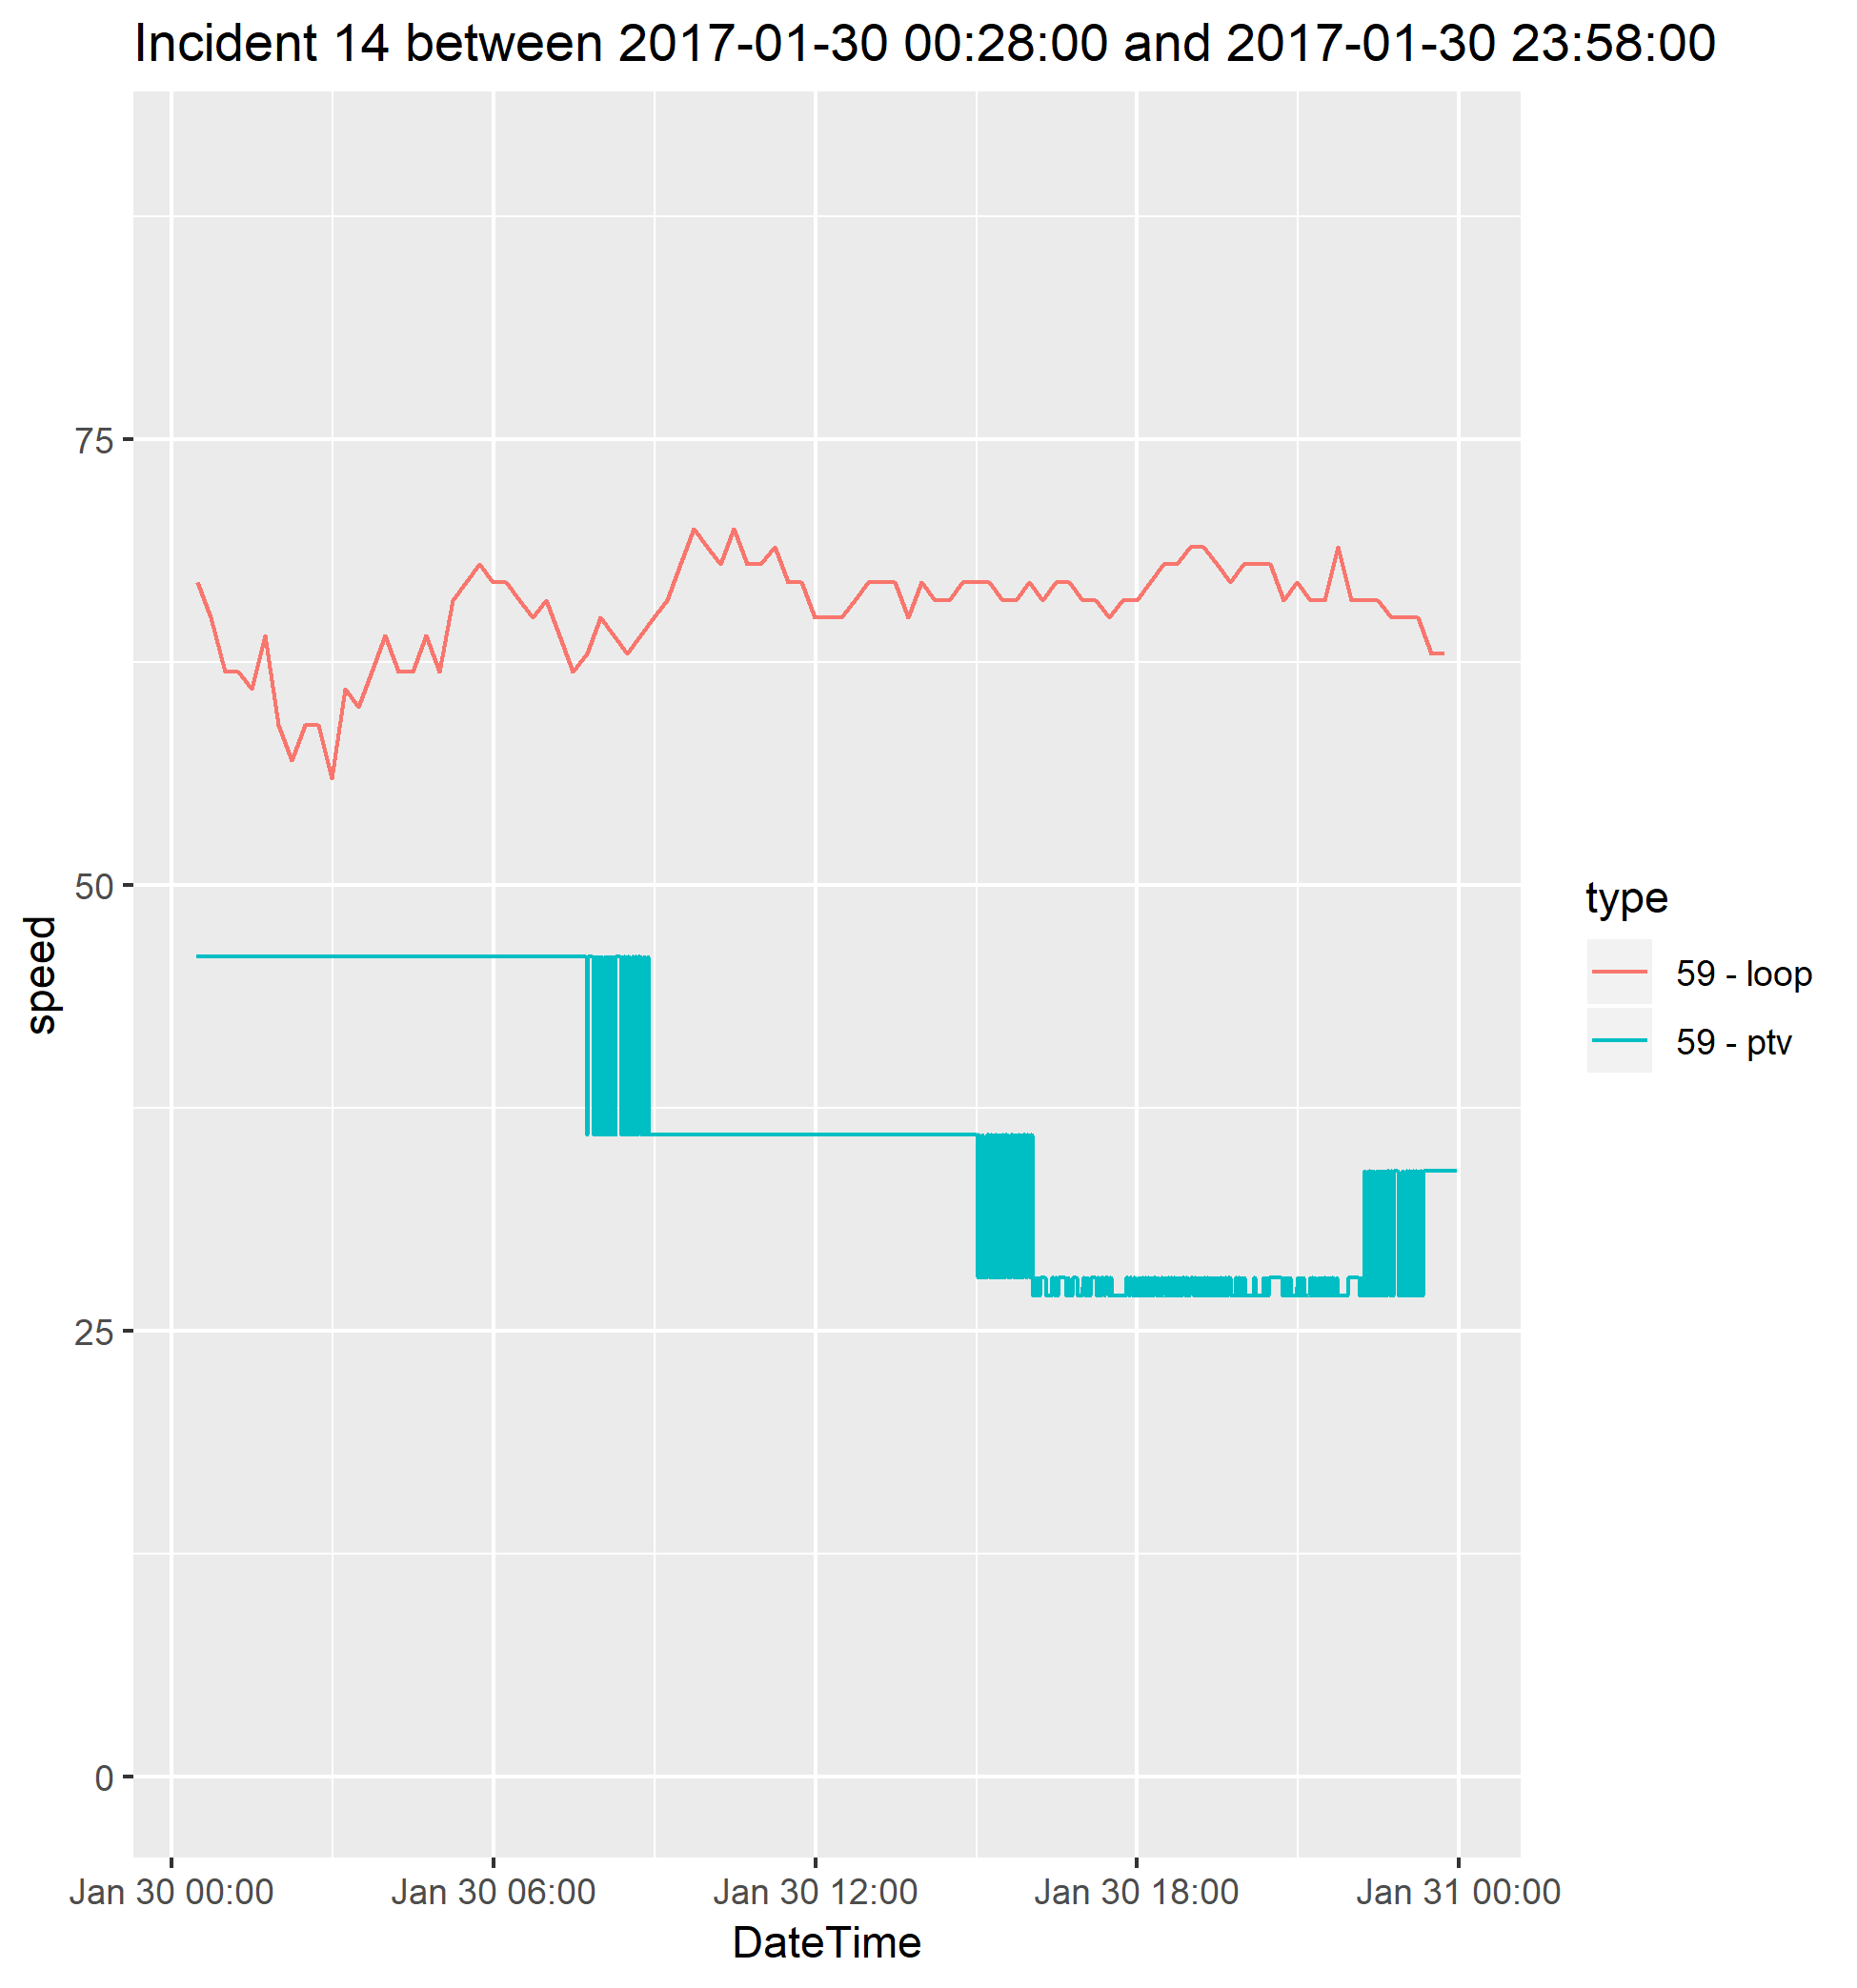 Incident 14 between 2017-01-30 00:28:00 and 2017-01-30 23:58:00
75
50
25
0
speed
Jan 30 00:00
Jan 30 06:00
Jan 30 12:00
Jan 30 18:00
Jan 31 00:00
DateTime
type
59 - loop
59 - ptv